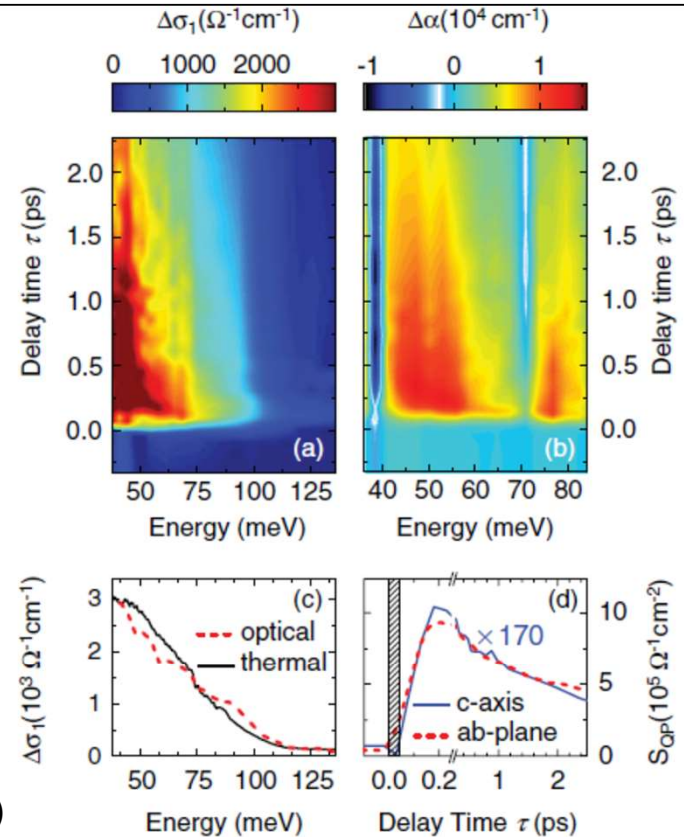 Δσ₁(Ω⁻¹cm⁻¹)
Δα(10⁴ cm⁻¹)
0 1000 2000
-1 0 1
Delay time τ (ps)
2.0
1.5
1.0
0.5
0.0
(a)
50 75 100 125
Energy (meV)
(b)
40 50 60 70 80
Energy (meV)
2.0
1.5
1.0
0.5
0.0
Delay time τ (ps)
Δσ₁(10³ Ω⁻¹cm⁻¹)
3
2
1
0
(c)
optical
thermal
50 75 100 125
Energy (meV)
(d)
× 170
c-axis
ab-plane
0.0 0.2 1 2
Delay Time τ (ps)
10
5
0
S_QP(10⁵ Ω⁻¹cm⁻²)
)